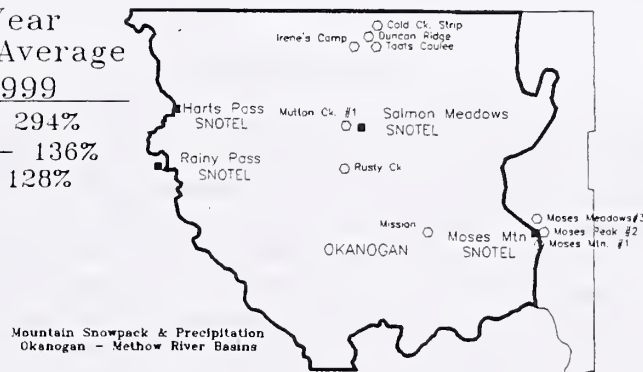 Year
Average
1999
294%
- 136%
128%
Cold Ck. Strip
Duncan Ridge
Irene's Camp
Taats Coulee
Harts Pass
SNOTEL
Mutton Ck. #1
Salmon Meadows
SNOTEL
Rainy Pass
SNOTEL
Rusty Ck
Mission
OKANOGAN
Moses Mtn
SNOTEL
Moses Meadows#3
Moses Peak #2
Moses Mtn. #1
Mountain Snowpack & Precipitation
Okanogan - Methow River Basins